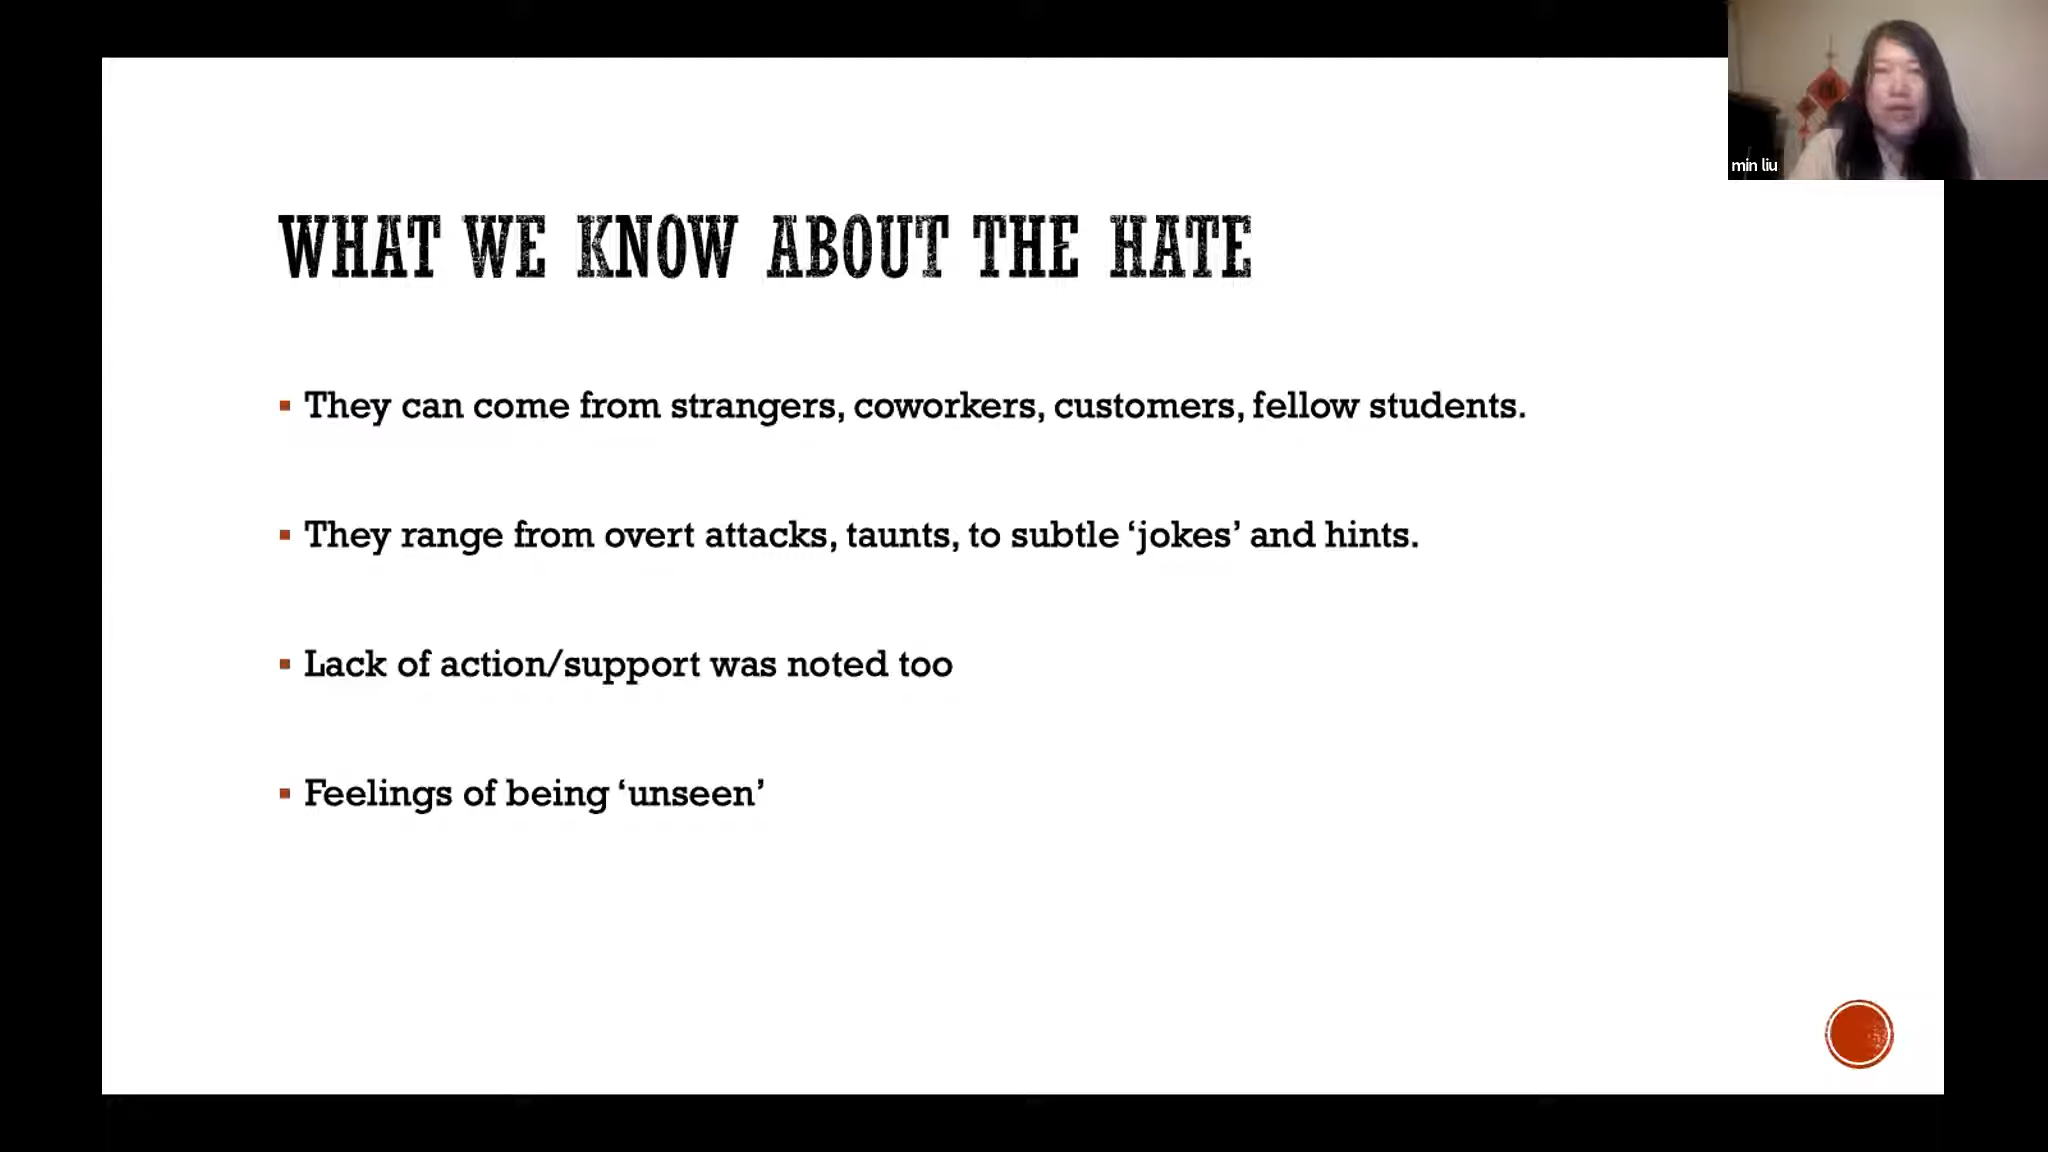 min liu
WHAT WE KNOW ABOUT THE HATE
▪ They can come from strangers, coworkers, customers, fellow students.
▪ They range from overt attacks, taunts, to subtle ‘jokes’ and hints.
▪ Lack of action/support was noted too
▪ Feelings of being ‘unseen’